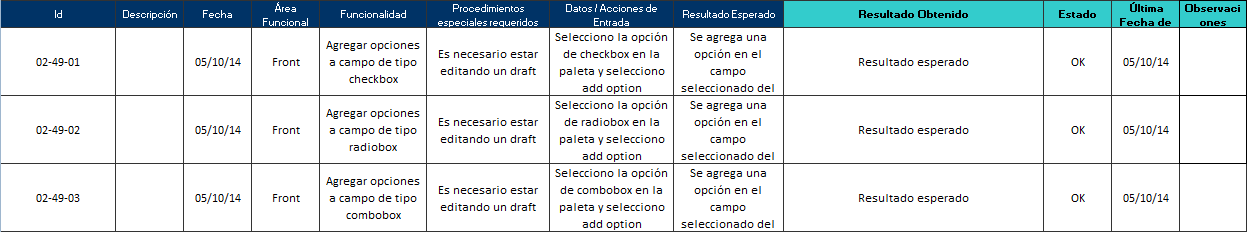 Id
Descripción
Fecha
Área
Funcional
Funcionalidad
Procedimientos
especiales requeridos
Datos / Acciones de
Entrada
Resultado Esperado
Resultado Obtenido
Estado
Última
Fecha de
Observaci
ones
02-49-01
05/10/14
Front
Agregar opciones
a campo de tipo
checkbox
Es necesario estar
editando un draft
Selecciono la opción
de checkbox en la
paleta y selecciono
add option
Se agrega una
opción en el
campo
seleccionado del
Resultado esperado
OK
05/10/14
02-49-02
05/10/14
Front
Agregar opciones
a campo de tipo
radiobox
Es necesario estar
editando un draft
Selecciono la opción
de radiobox en la
paleta y selecciono
add option
Se agrega una
opción en el
campo
seleccionado del
Resultado esperado
OK
05/10/14
02-49-03
05/10/14
Front
Agregar opciones
a campo de tipo
combobox
Es necesario estar
editando un draft
Selecciono la opción
de combobox en la
paleta y selecciono
add option
Se agrega una
opción en el
campo
seleccionado del
Resultado esperado
OK
05/10/14